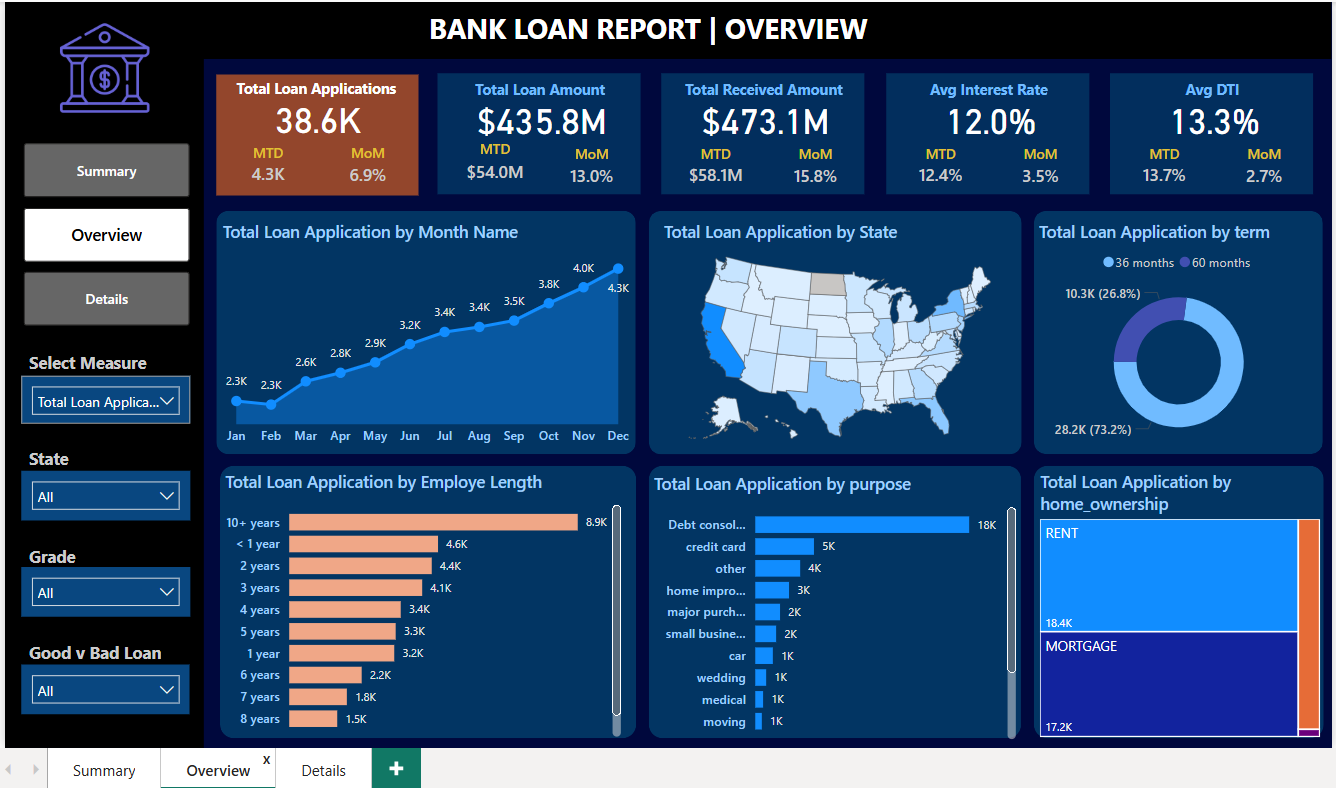 BANK LOAN REPORT | OVERVIEW
Summary
Overview
Details
Select Measure
Total Loan Applica...
State
All
Grade
All
Good v Bad Loan
All
Total Loan Applications
38.6K
MTD MoM
4.3K 6.9%
Total Loan Amount
$435.8M
MTD MoM
$54.0M 13.0%
Total Received Amount
$473.1M
MTD MoM
$58.1M 15.8%
Avg Interest Rate
12.0%
MTD MoM
12.4% 3.5%
Avg DTI
13.3%
MTD MoM
13.7% 2.7%
Total Loan Application by Month Name
2.3K 2.3K 2.6K 2.8K 2.9K 3.2K 3.4K 3.4K 3.5K 3.8K 4.0K 4.3K
Jan Feb Mar Apr May Jun Jul Aug Sep Oct Nov Dec
Total Loan Application by State
Total Loan Application by term
36 months 60 months
10.3K (26.8%)
28.2K (73.2%)
Total Loan Application by Employe Length
10+ years 8.9K
< 1 year 4.6K
2 years 4.4K
3 years 4.1K
4 years 3.4K
5 years 3.3K
1 year 3.2K
6 years 2.2K
7 years 1.8K
8 years 1.5K
Total Loan Application by purpose
Debt consol... 18K
credit card 5K
other 4K
home impro... 3K
major purch... 2K
small busine... 2K
car 1K
wedding 1K
medical 1K
moving 1K
Total Loan Application by
home_ownership
RENT
18.4K
MORTGAGE
17.2K
Summary Overview x Details +